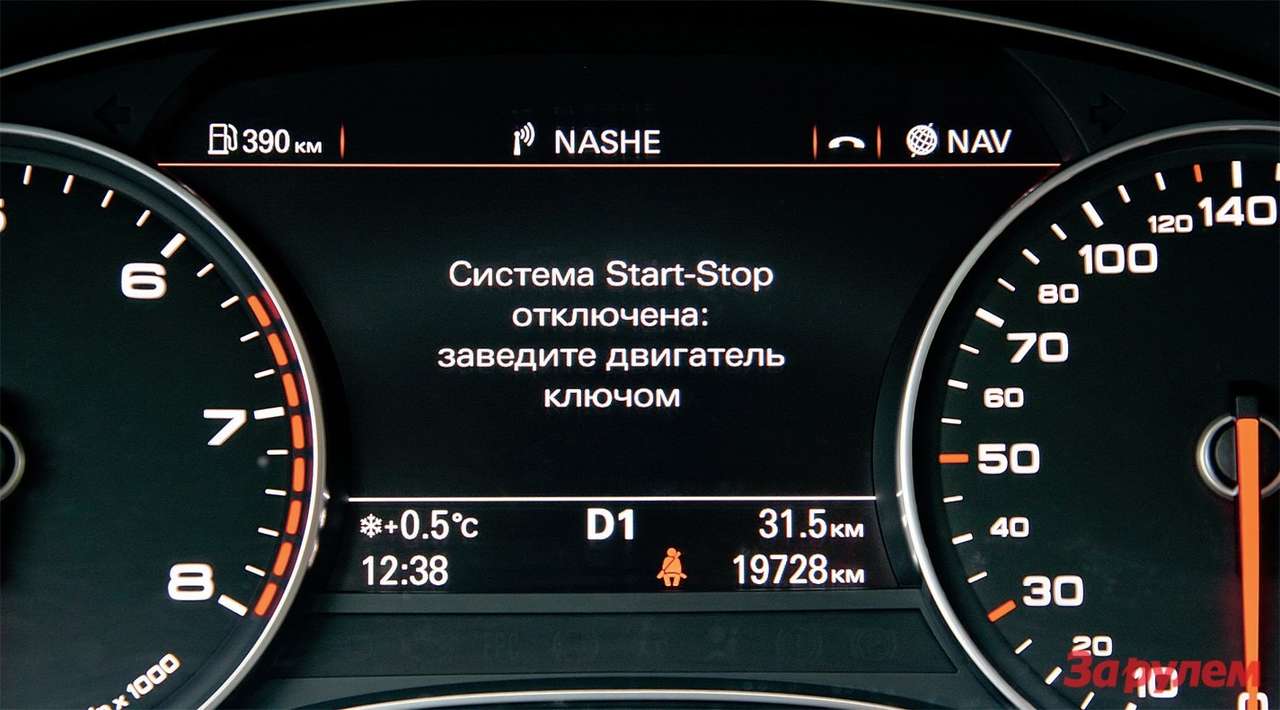 390 км
NASHE
NAV
Система Start-Stop
отключена:
заведите двигатель
ключом
❄+0.5°C
D1
31.5 км
12:38
19728 км
6
7
8
x 1000
140
120
100
80
70
60
50
40
30
20
10
0
За рулем